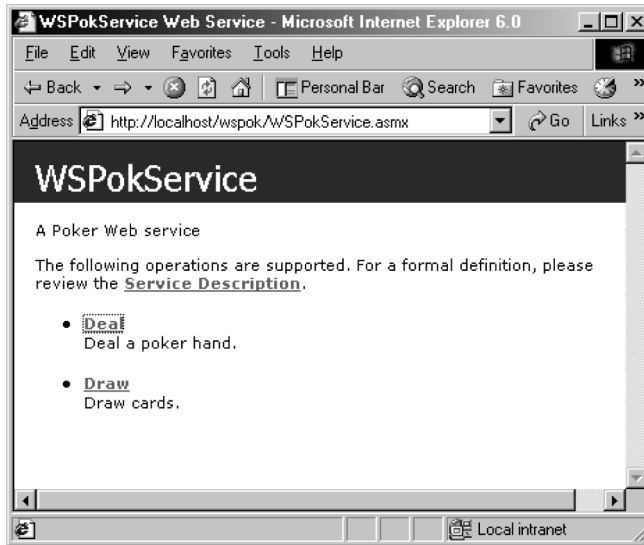 WSPokService Web Service - Microsoft Internet Explorer 6.0
File Edit View Favorites Tools Help
Back Personal Bar Search Favorites »
Address http://localhost/wspok/WSPokService.asmx Go Links »
WSPokService
A Poker Web service
The following operations are supported. For a formal definition, please
review the Service Description.
• Deal
Deal a poker hand.
• Draw
Draw cards.
Local intranet